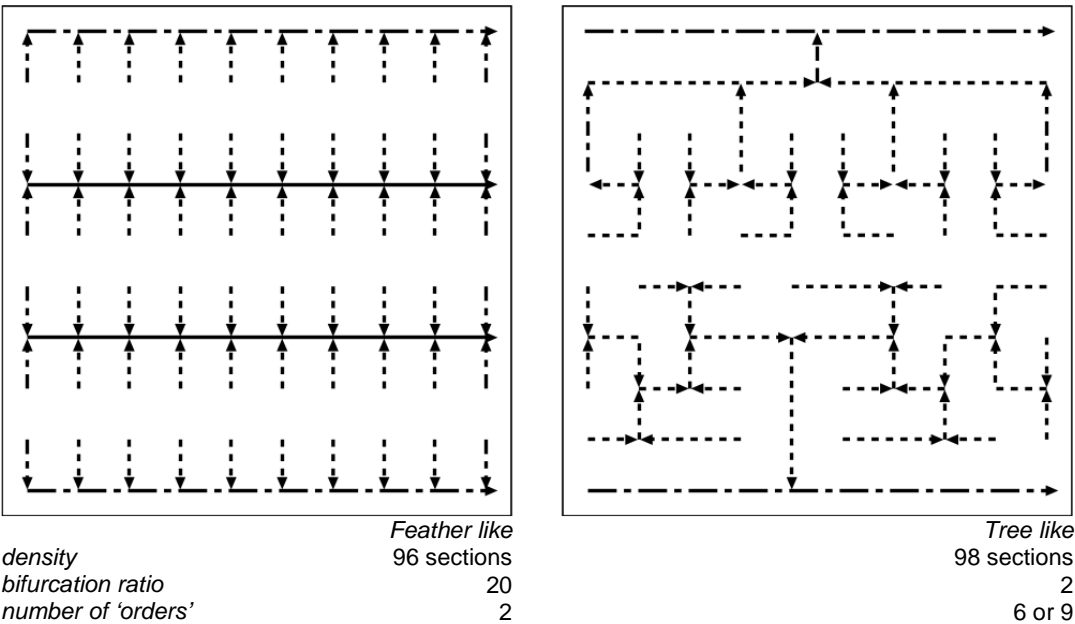 Feather like Tree like
density 96 sections 98 sections
bifurcation ratio 20 2
number of ‘orders’ 2 6 or 9